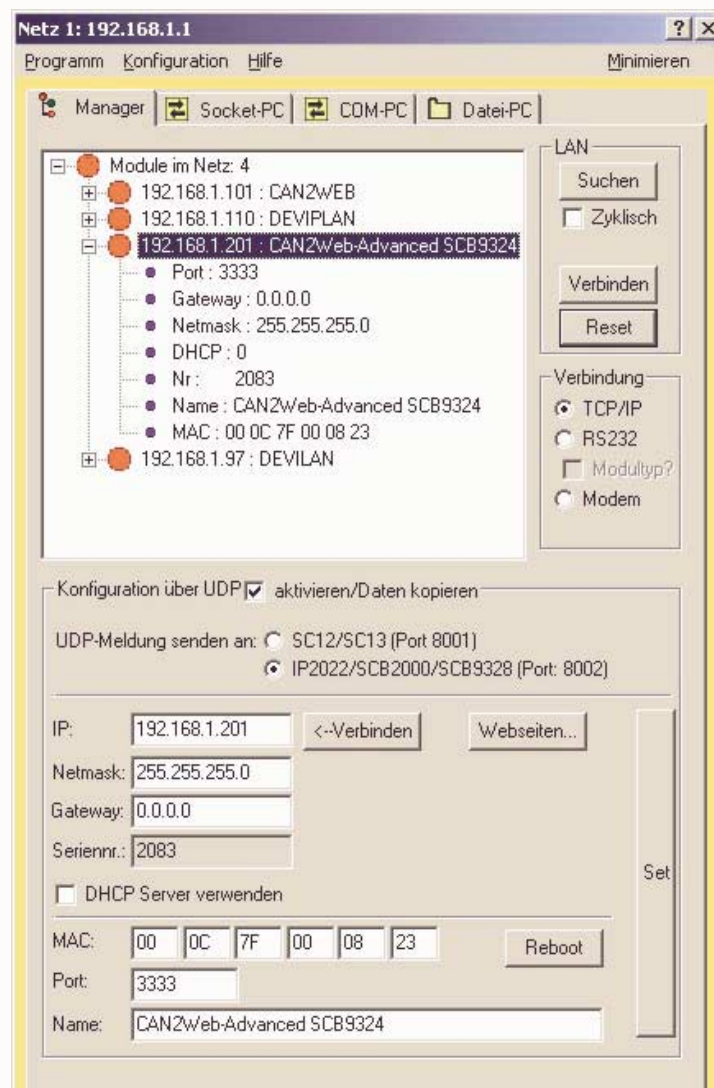 Netz 1: 192.168.1.1 ? X
Programm Konfiguration Hilfe Minimieren
Manager Socket-PC COM-PC Datei-PC
Module im Netz: 4
192.168.1.101 : CAN2WEB
192.168.1.110 : DEVIPLAN
192.168.1.201 : CAN2Web-Advanced SCB9324
Port : 3333
Gateway : 0.0.0.0
Netmask : 255.255.255.0
DHCP : 0
Nr : 2083
Name : CAN2Web-Advanced SCB9324
MAC : 00 0C 7F 00 08 23
192.168.1.97 : DEVILAN
LAN
Suchen
Zyklisch
Verbinden
Reset
Verbindung
TCP/IP
RS232
Modultyp?
Modem
Konfiguration über UDP aktivieren/Daten kopieren
UDP-Meldung senden an: SC12/SC13 (Port 8001)
IP2022/SCB2000/SCB9328 (Port: 8002)
IP: 192.168.1.201 <--Verbinden Webseiten...
Netmask: 255.255.255.0
Gateway: 0.0.0.0
Seriennr.: 2083
Set
DHCP Server verwenden
MAC: 00 0C 7F 00 08 23 Reboot
Port: 3333
Name: CAN2Web-Advanced SCB9324